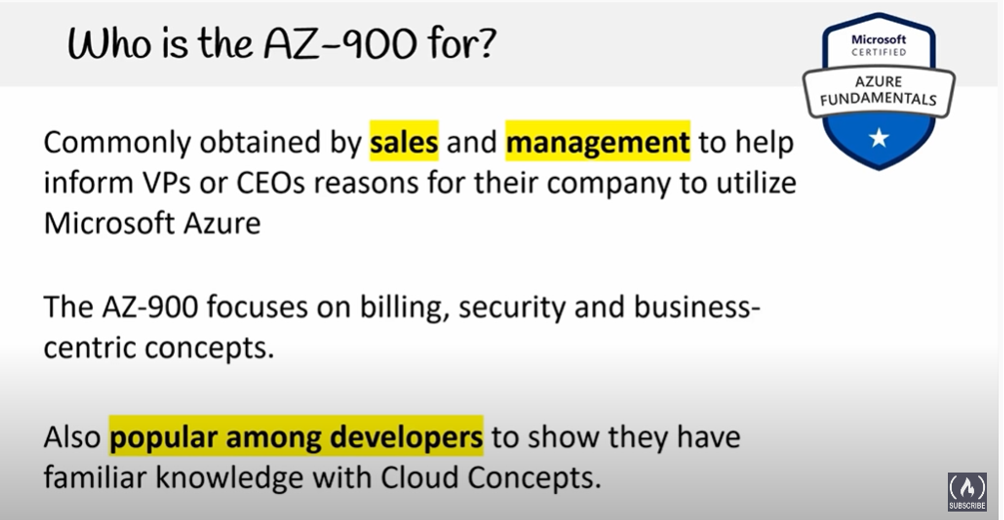 Who is the AZ-900 for?
Microsoft
CERTIFIED
AZURE
FUNDAMENTALS
Commonly obtained by sales and management to help
inform VPs or CEOs reasons for their company to utilize
Microsoft Azure
The AZ-900 focuses on billing, security and business-
centric concepts.
Also popular among developers to show they have
familiar knowledge with Cloud Concepts.
SUBSCRIBE